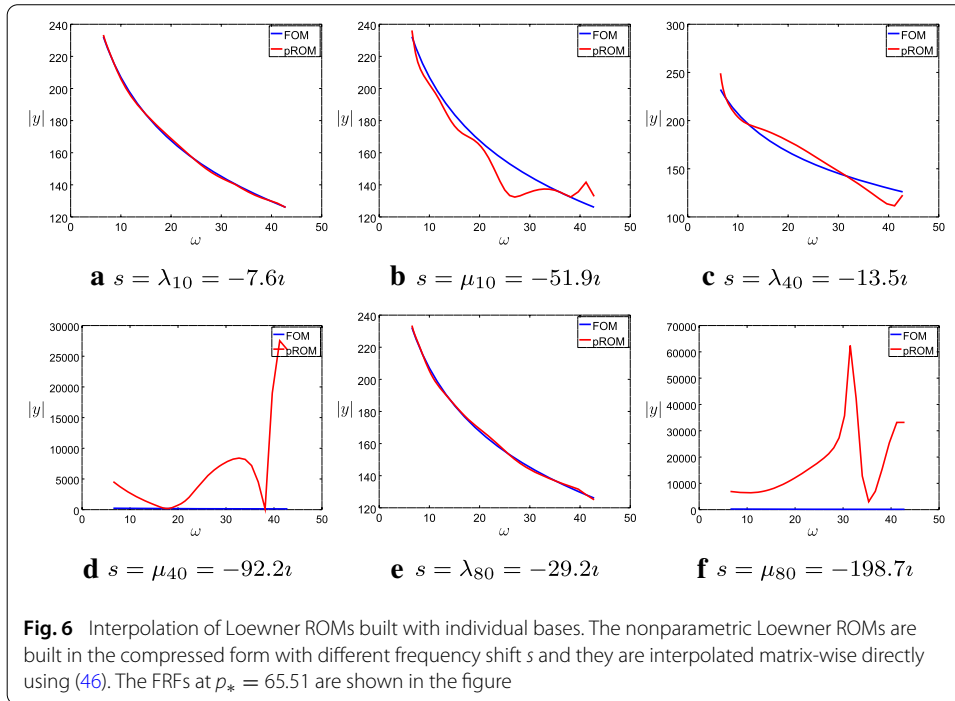 240
220
200
|y|
180
160
140
120
0 10 20 30 40 50
ω
FOM
pROM
a s = λ₁₀ = −7.6ı
240
220
200
|y|
180
160
140
120
0 10 20 30 40 50
ω
FOM
pROM
b s = μ₁₀ = −51.9ı
300
250
200
|y|
150
100
0 10 20 30 40 50
ω
FOM
pROM
c s = λ₄₀ = −13.5ı
30000
25000
20000
|y|
15000
10000
5000
0
0 10 20 30 40 50
ω
FOM
pROM
d s = μ₄₀ = −92.2ı
240
220
200
|y|
180
160
140
120
0 10 20 30 40 50
ω
FOM
pROM
e s = λ₈₀ = −29.2ı
70000
60000
50000
|y|
40000
30000
20000
10000
0
0 10 20 30 40 50
ω
FOM
pROM
f s = μ₈₀ = −198.7ı
Fig. 6 Interpolation of Loewner ROMs built with individual bases. The nonparametric Loewner ROMs are
built in the compressed form with different frequency shift s and they are interpolated matrix-wise directly
using (46). The FRFs at p∗ = 65.51 are shown in the figure